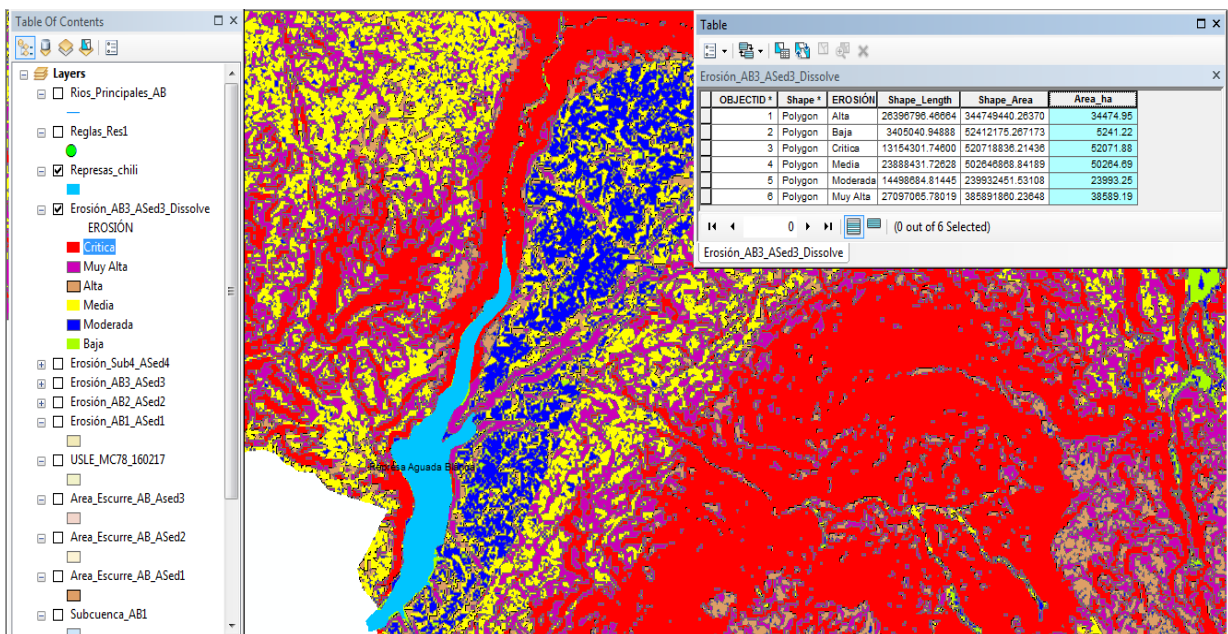 Table Of Contents
Layers
Rios_Principales_AB
Reglas_Res1
Represas_chili
Erosión_AB3_ASed3_Dissolve
EROSIÓN
Critica
Muy Alta
Alta
Media
Moderada
Baja
Erosión_Sub4_ASed4
Erosión_AB3_ASed3
Erosión_AB2_ASed2
Erosión_AB1_ASed1
USLE_MC78_160217
Area_Escurre_AB_Ased3
Area_Escurre_AB_ASed2
Area_Escurre_AB_ASed1
Subcuenca_AB1
Represa Aguada Blanca
Table
Erosión_AB3_ASed3_Dissolve
OBJECTID * Shape * EROSIÓN Shape_Length Shape_Area Area_ha
1 Polygon Alta 26396796.46664 344749440.26370 34474.95
2 Polygon Baja 3405040.94888 52412175.267173 5241.22
3 Polygon Critica 13154301.74600 520718836.21436 52071.88
4 Polygon Media 23888431.72628 502646868.84189 50264.69
5 Polygon Moderada 14498684.81445 239932451.53108 23993.25
6 Polygon Muy Alta 27097065.78019 385891860.23648 38589.19
0 (0 out of 6 Selected)
Erosión_AB3_ASed3_Dissolve